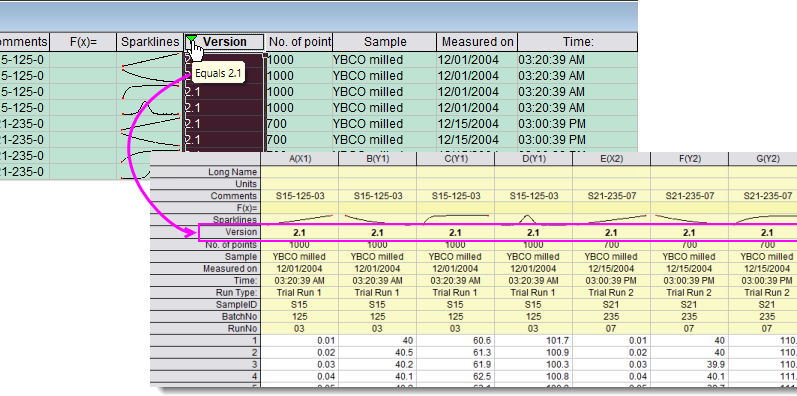 omments F(x)= Sparklines Version No. of point Sample Measured on Time:
5-125-0 1000 YBCO milled 12/01/2004 03:20:39 AM
5-125-0 1000 YBCO milled 12/01/2004 03:20:39 AM
Equals 2.1
5-125-0 2.1 1000 YBCO milled 12/01/2004 03:20:39 AM
5-125-0 2.1 1000 YBCO milled 12/01/2004 03:20:39 AM
1-235-0 2.1 700 YBCO milled 12/15/2004 03:00:39 PM
1-235-0 2.1 700 YBCO milled 12/15/2004 03:00:39 PM
1-235-0
1-235-0
A(X1) B(Y1) C(Y1) D(Y1) E(X2) F(Y2) G(Y2)
Long Name
Units
Comments S15-125-03 S15-125-03 S15-125-03 S15-125-03 S21-235-07 S21-235-07 S21-235-07
F(x)=
Sparklines
Version 2.1 2.1 2.1 2.1 2.1 2.1 2.1
No. of points 1000 1000 1000 1000 700 700 700
Sample YBCO milled YBCO milled YBCO milled YBCO milled YBCO milled YBCO milled YBCO milled
Measured on 12/01/2004 12/01/2004 12/01/2004 12/01/2004 12/15/2004 12/15/2004 12/15/2004
Time: 03:20:39 AM 03:20:39 AM 03:20:39 AM 03:20:39 AM 03:00:39 PM 03:00:39 PM 03:00:39 PM
Run Type: Trial Run 1 Trial Run 1 Trial Run 1 Trial Run 1 Trial Run 2 Trial Run 2 Trial Run 2
SampleID S15 S15 S15 S15 S21 S21 S21
BatchNo 125 125 125 125 235 235 235
RunNo 03 03 03 03 07 07 07
1 0.01 40 60.6 101.7 0.01 40 110.
2 0.02 40.5 61.3 100.9 0.02 40 110.
3 0.03 40.2 61.9 100.3 0.03 39.9 110.
4 0.04 40.1 62.5 100.8 0.04 40.1 111.